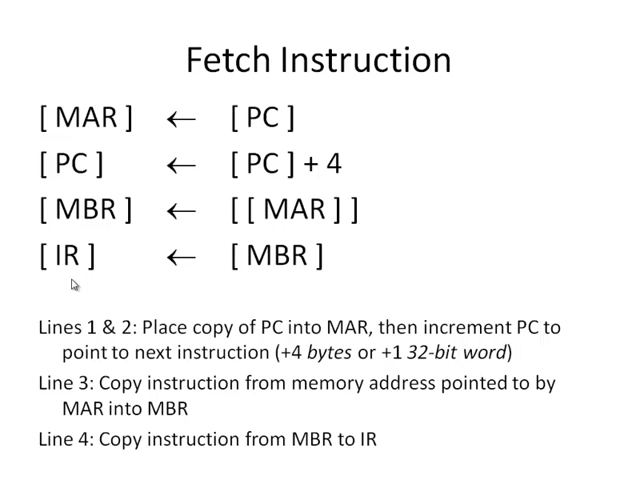 Fetch Instruction
[ MAR ] ← [ PC ]
[ PC ] ← [ PC ] + 4
[ MBR ] ← [ [ MAR ] ]
[ IR ] ← [ MBR ]
Lines 1 & 2: Place copy of PC into MAR, then increment PC to
point to next instruction (+4 bytes or +1 32-bit word)
Line 3: Copy instruction from memory address pointed to by
MAR into MBR
Line 4: Copy instruction from MBR to IR